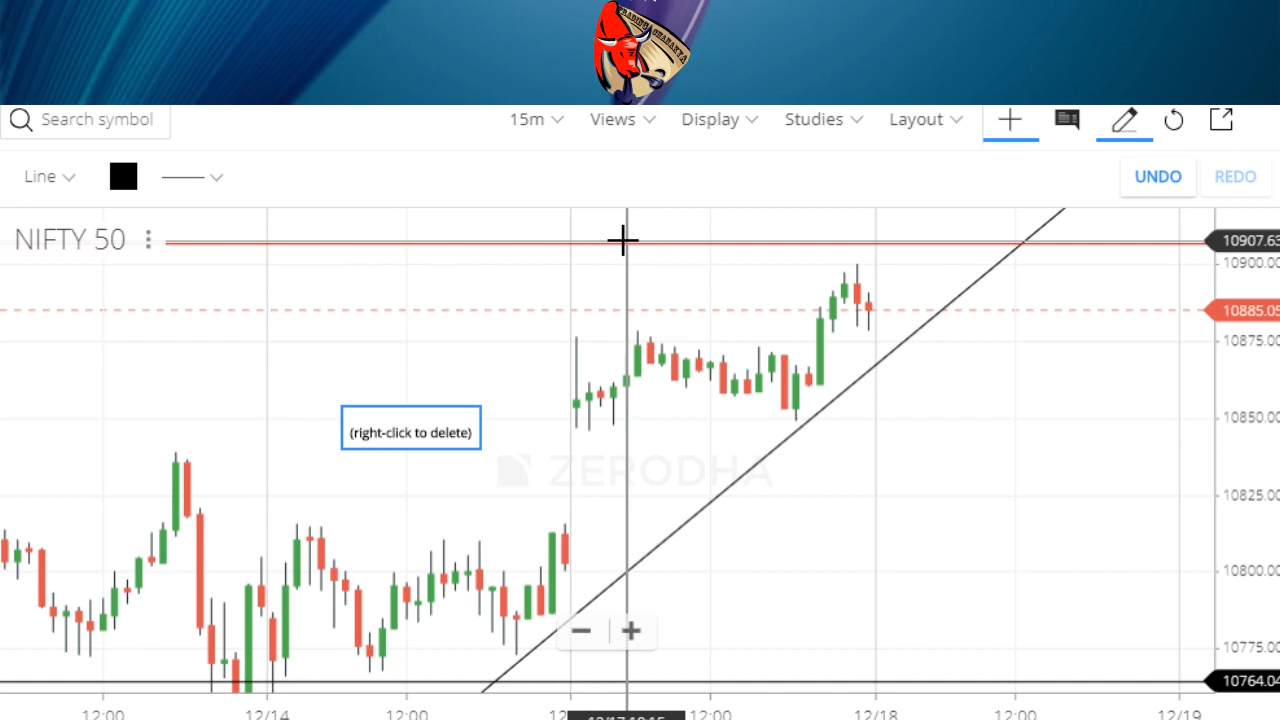 TRADING CHANAKYA
Search symbol
15m Views Display Studies Layout
Line
UNDO REDO
NIFTY 50
10907.63
10900.00
10885.05
10875.00
(right-click to delete)
10850.00
ZERODHA
10825.00
10800.00
10775.00
10764.04
12:00 12/14 12:00 12:00 12/18 12:00 12/19